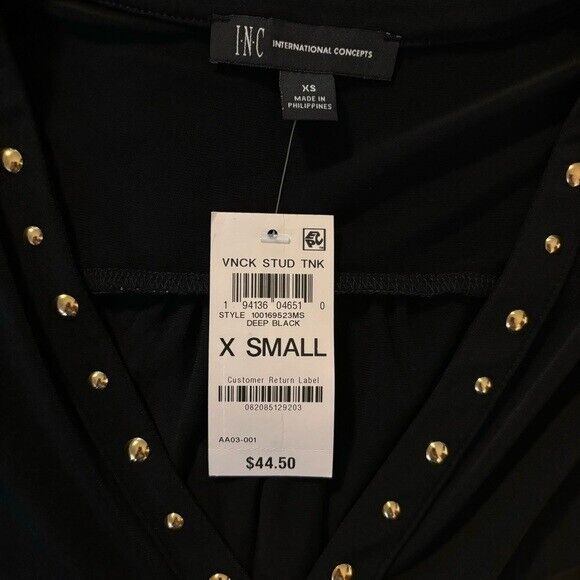 I.N.C INTERNATIONAL CONCEPTS
XS
MADE IN
PHILIPPINES
VNCK STUD TNK
1 94136 04651 0
STYLE 100169523MS
DEEP BLACK
X SMALL
Customer Return Label
082085129203
AA03-001
$44.50